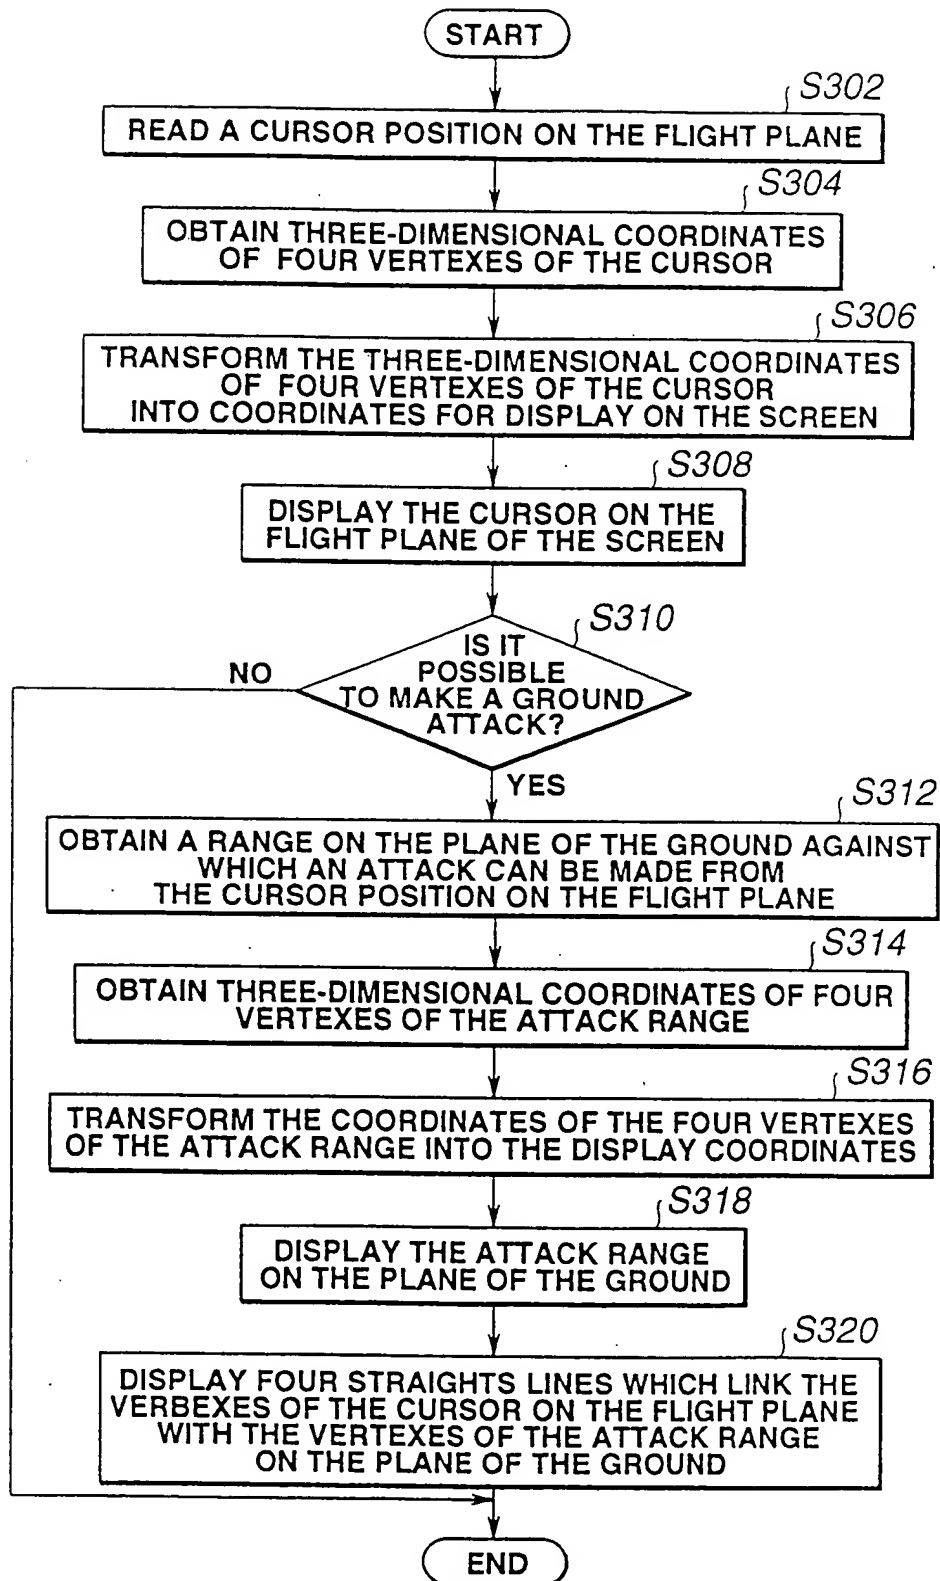 START
S302
READ A CURSOR POSITION ON THE FLIGHT PLANE
S304
OBTAIN THREE-DIMENSIONAL COORDINATES
OF FOUR VERTEXES OF THE CURSOR
S306
TRANSFORM THE THREE-DIMENSIONAL COORDINATES
OF FOUR VERTEXES OF THE CURSOR
INTO COORDINATES FOR DISPLAY ON THE SCREEN
S308
DISPLAY THE CURSOR ON THE
FLIGHT PLANE OF THE SCREEN
S310
IS IT
POSSIBLE
TO MAKE A GROUND
ATTACK?
NO
YES
S312
OBTAIN A RANGE ON THE PLANE OF THE GROUND AGAINST
WHICH AN ATTACK CAN BE MADE FROM
THE CURSOR POSITION ON THE FLIGHT PLANE
S314
OBTAIN THREE-DIMENSIONAL COORDINATES OF FOUR
VERTEXES OF THE ATTACK RANGE
S316
TRANSFORM THE COORDINATES OF THE FOUR VERTEXES
OF THE ATTACK RANGE INTO THE DISPLAY COORDINATES
S318
DISPLAY THE ATTACK RANGE
ON THE PLANE OF THE GROUND
S320
DISPLAY FOUR STRAIGHTS LINES WHICH LINK THE
VERBEXES OF THE CURSOR ON THE FLIGHT PLANE
WITH THE VERTEXES OF THE ATTACK RANGE
ON THE PLANE OF THE GROUND
END